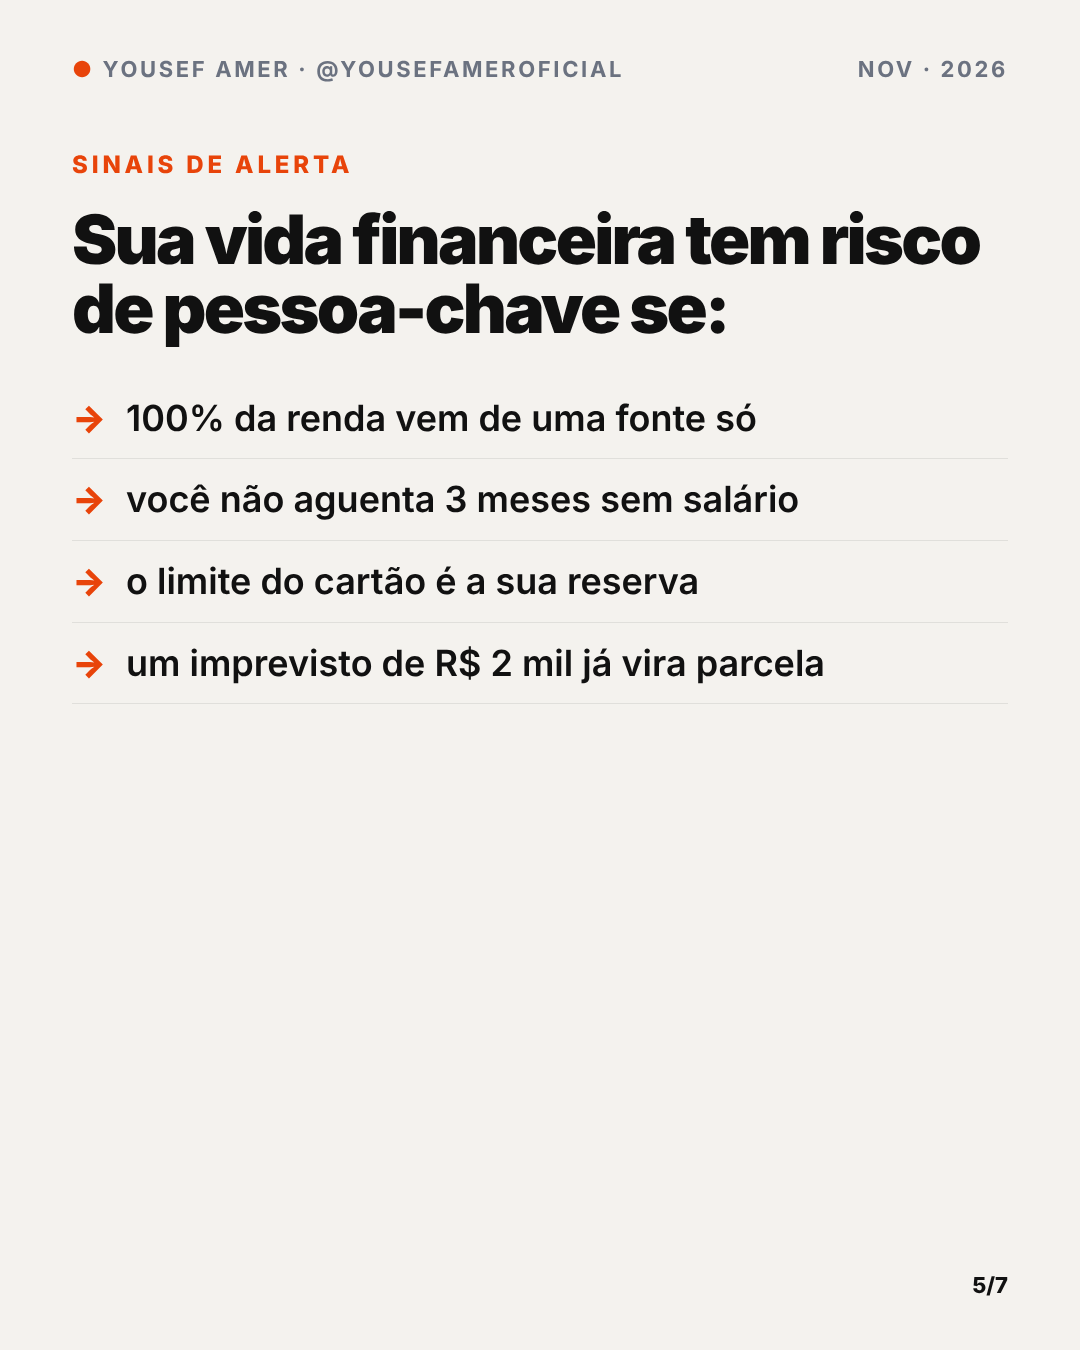 YOUSEF AMER · @YOUSEFAMEROFICIAL
NOV · 2026
SINAIS DE ALERTA
Sua vida financeira tem risco
de pessoa-chave se:
→ 100% da renda vem de uma fonte só
→ você não aguenta 3 meses sem salário
→ o limite do cartão é a sua reserva
→ um imprevisto de R$ 2 mil já vira parcela
5/7